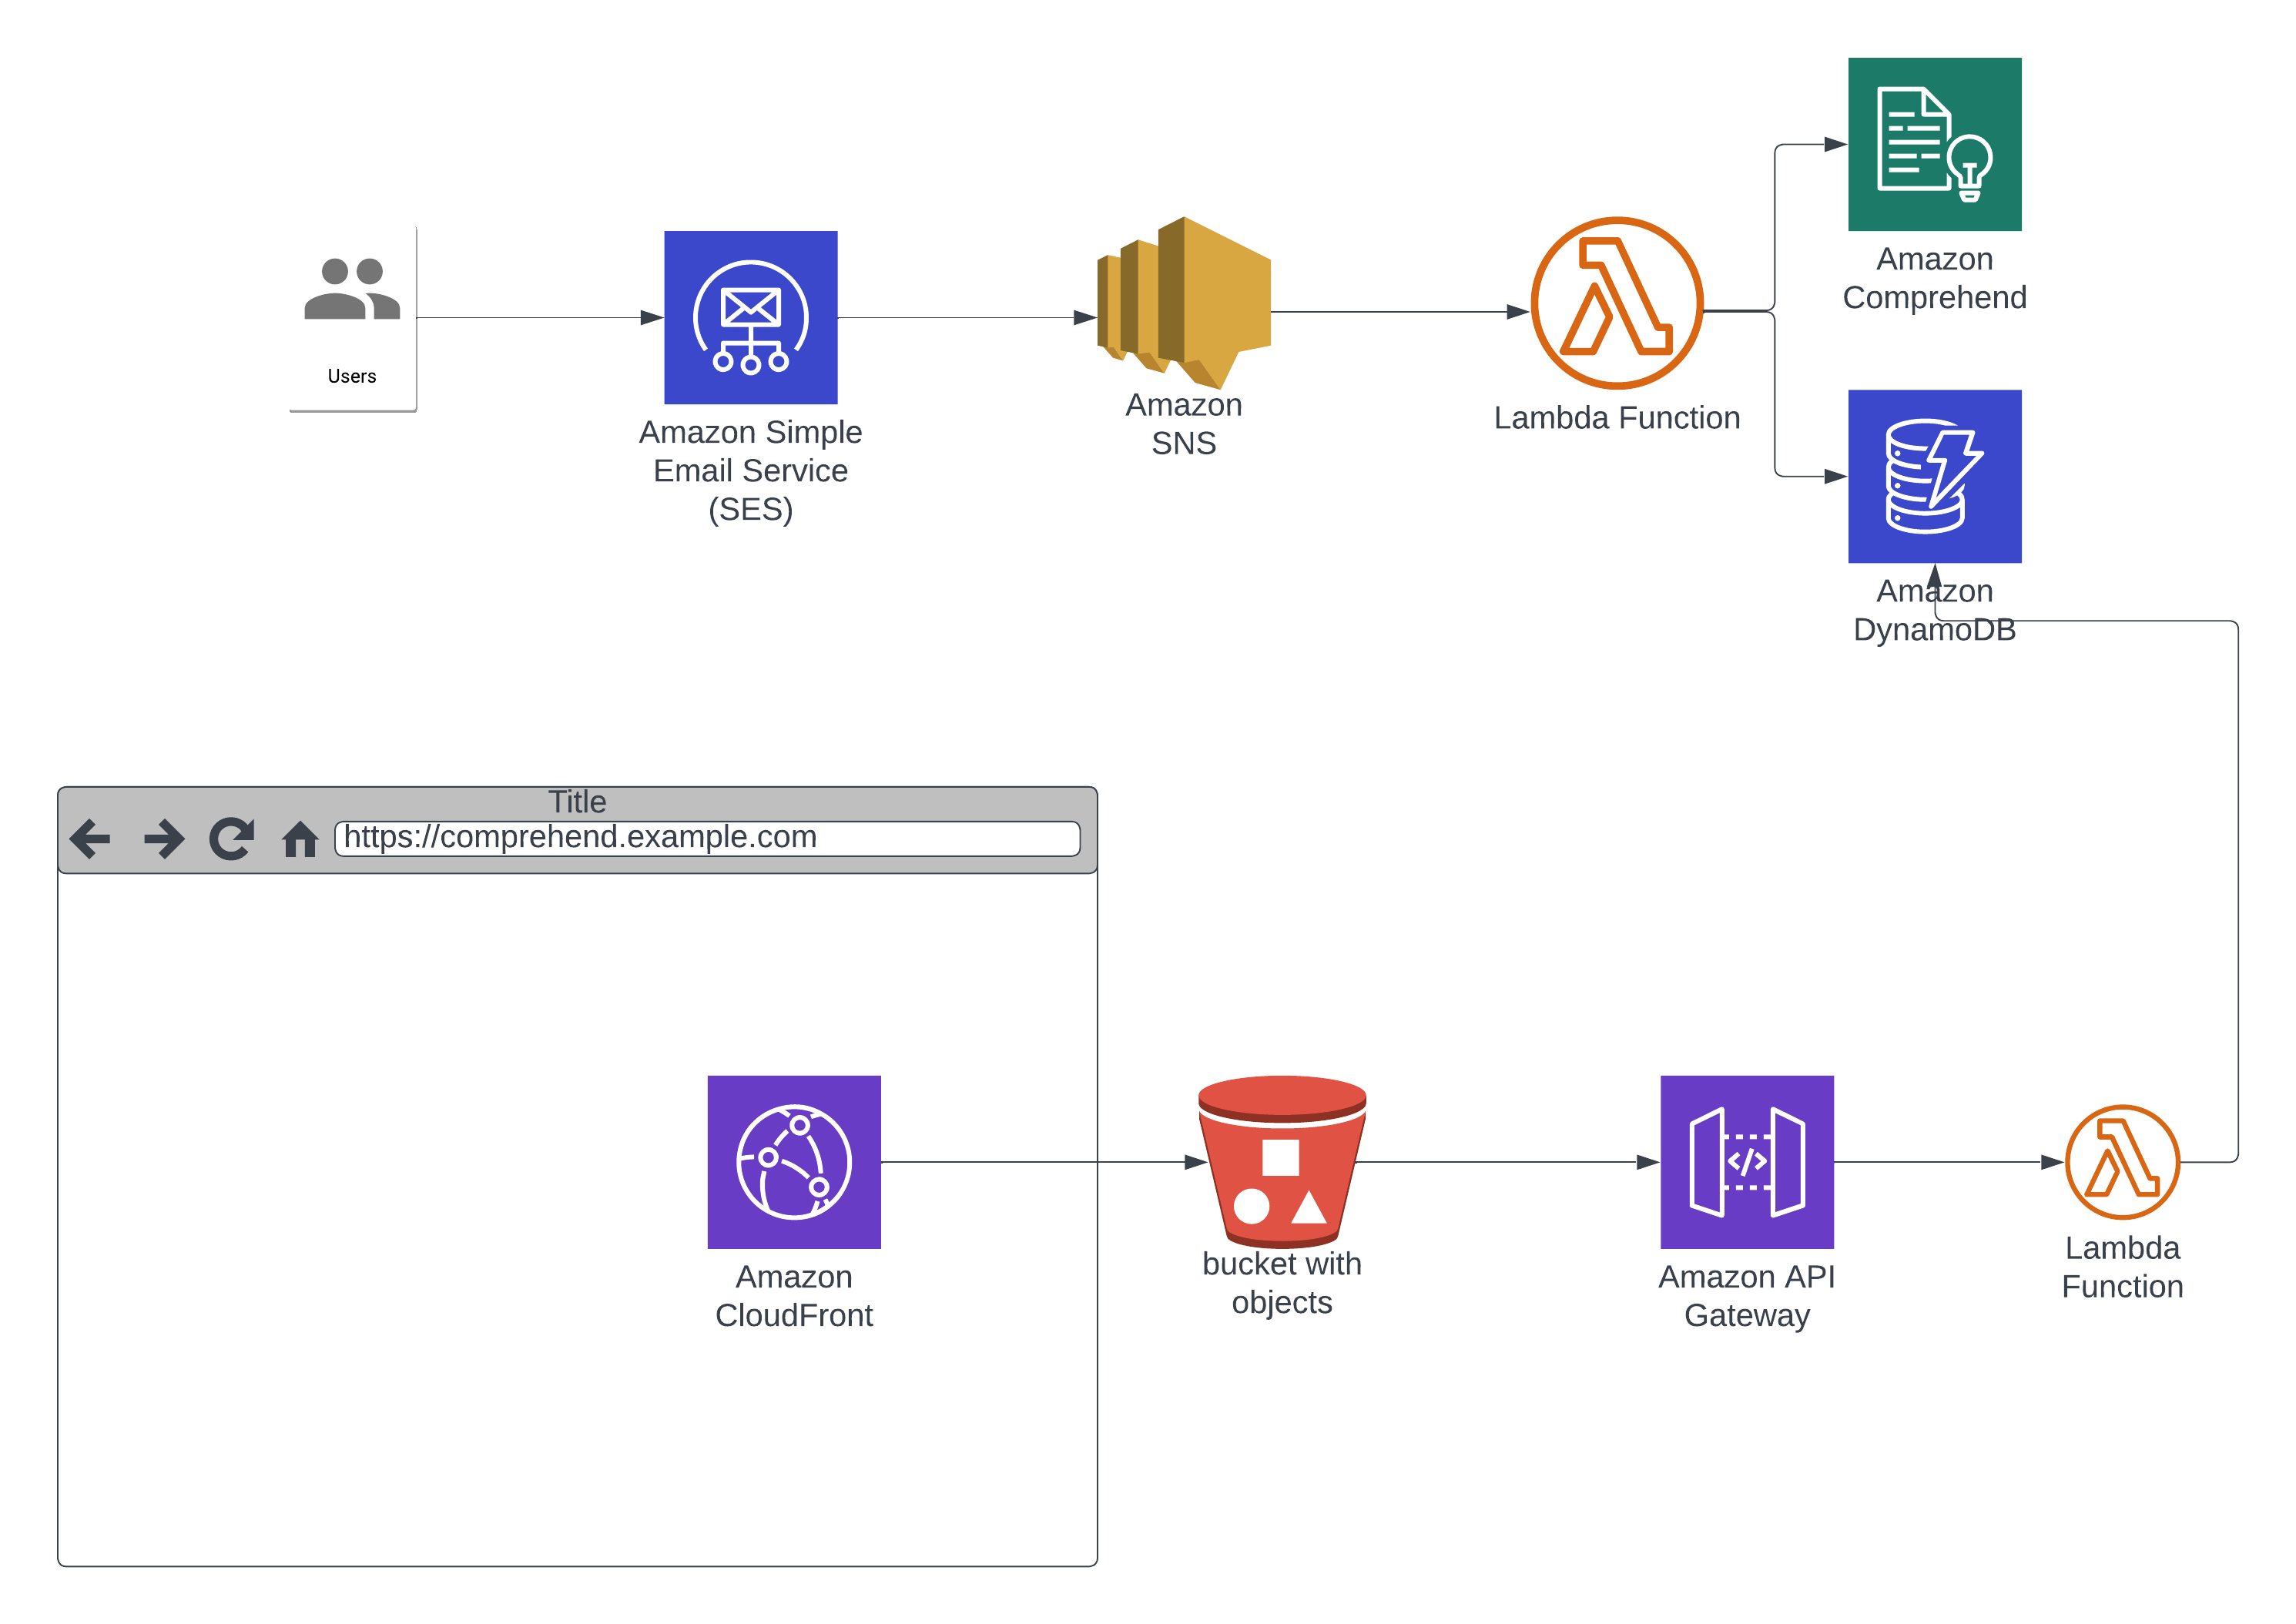 Amazon
Comprehend
Users
Amazon Simple
Email Service
(SES)
Amazon
SNS
Lambda Function
Amazon
DynamoDB
Title
https://comprehend.example.com
Amazon
CloudFront
bucket with
objects
Amazon API
Gateway
Lambda
Function